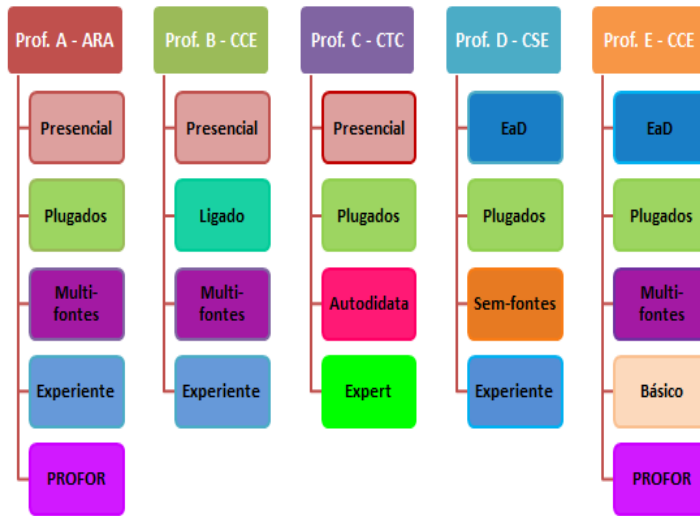 Prof. A - ARA
Presencial
Plugados
Multi-
fontes
Experiente
PROFOR
Prof. B - CCE
Presencial
Ligado
Multi-
fontes
Experiente
Prof. C - CTC
Presencial
Plugados
Autodidata
Expert
Prof. D - CSE
EaD
Plugados
Sem-fontes
Experiente
Prof. E - CCE
EaD
Plugados
Multi-
fontes
Básico
PROFOR